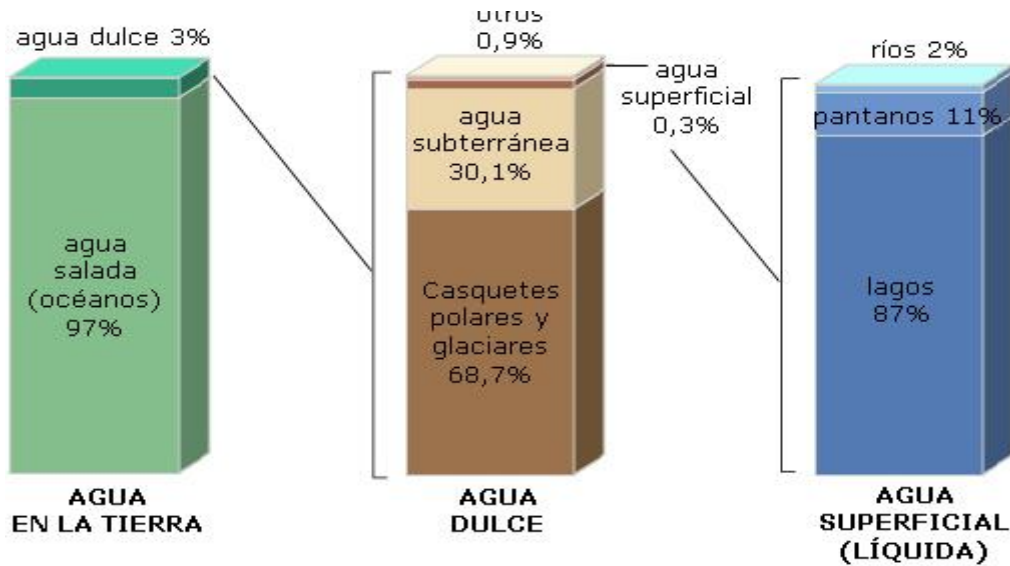 agua dulce 3%
agua
salada
(océanos)
97%
AGUA
EN LA TIERRA
otros
0,9%
agua
superficial
0,3%
agua
subterránea
30,1%
Casquetes
polares y
glaciares
68,7%
AGUA
DULCE
ríos 2%
pantanos 11%
lagos
87%
AGUA
SUPERFICIAL
(LÍQUIDA)